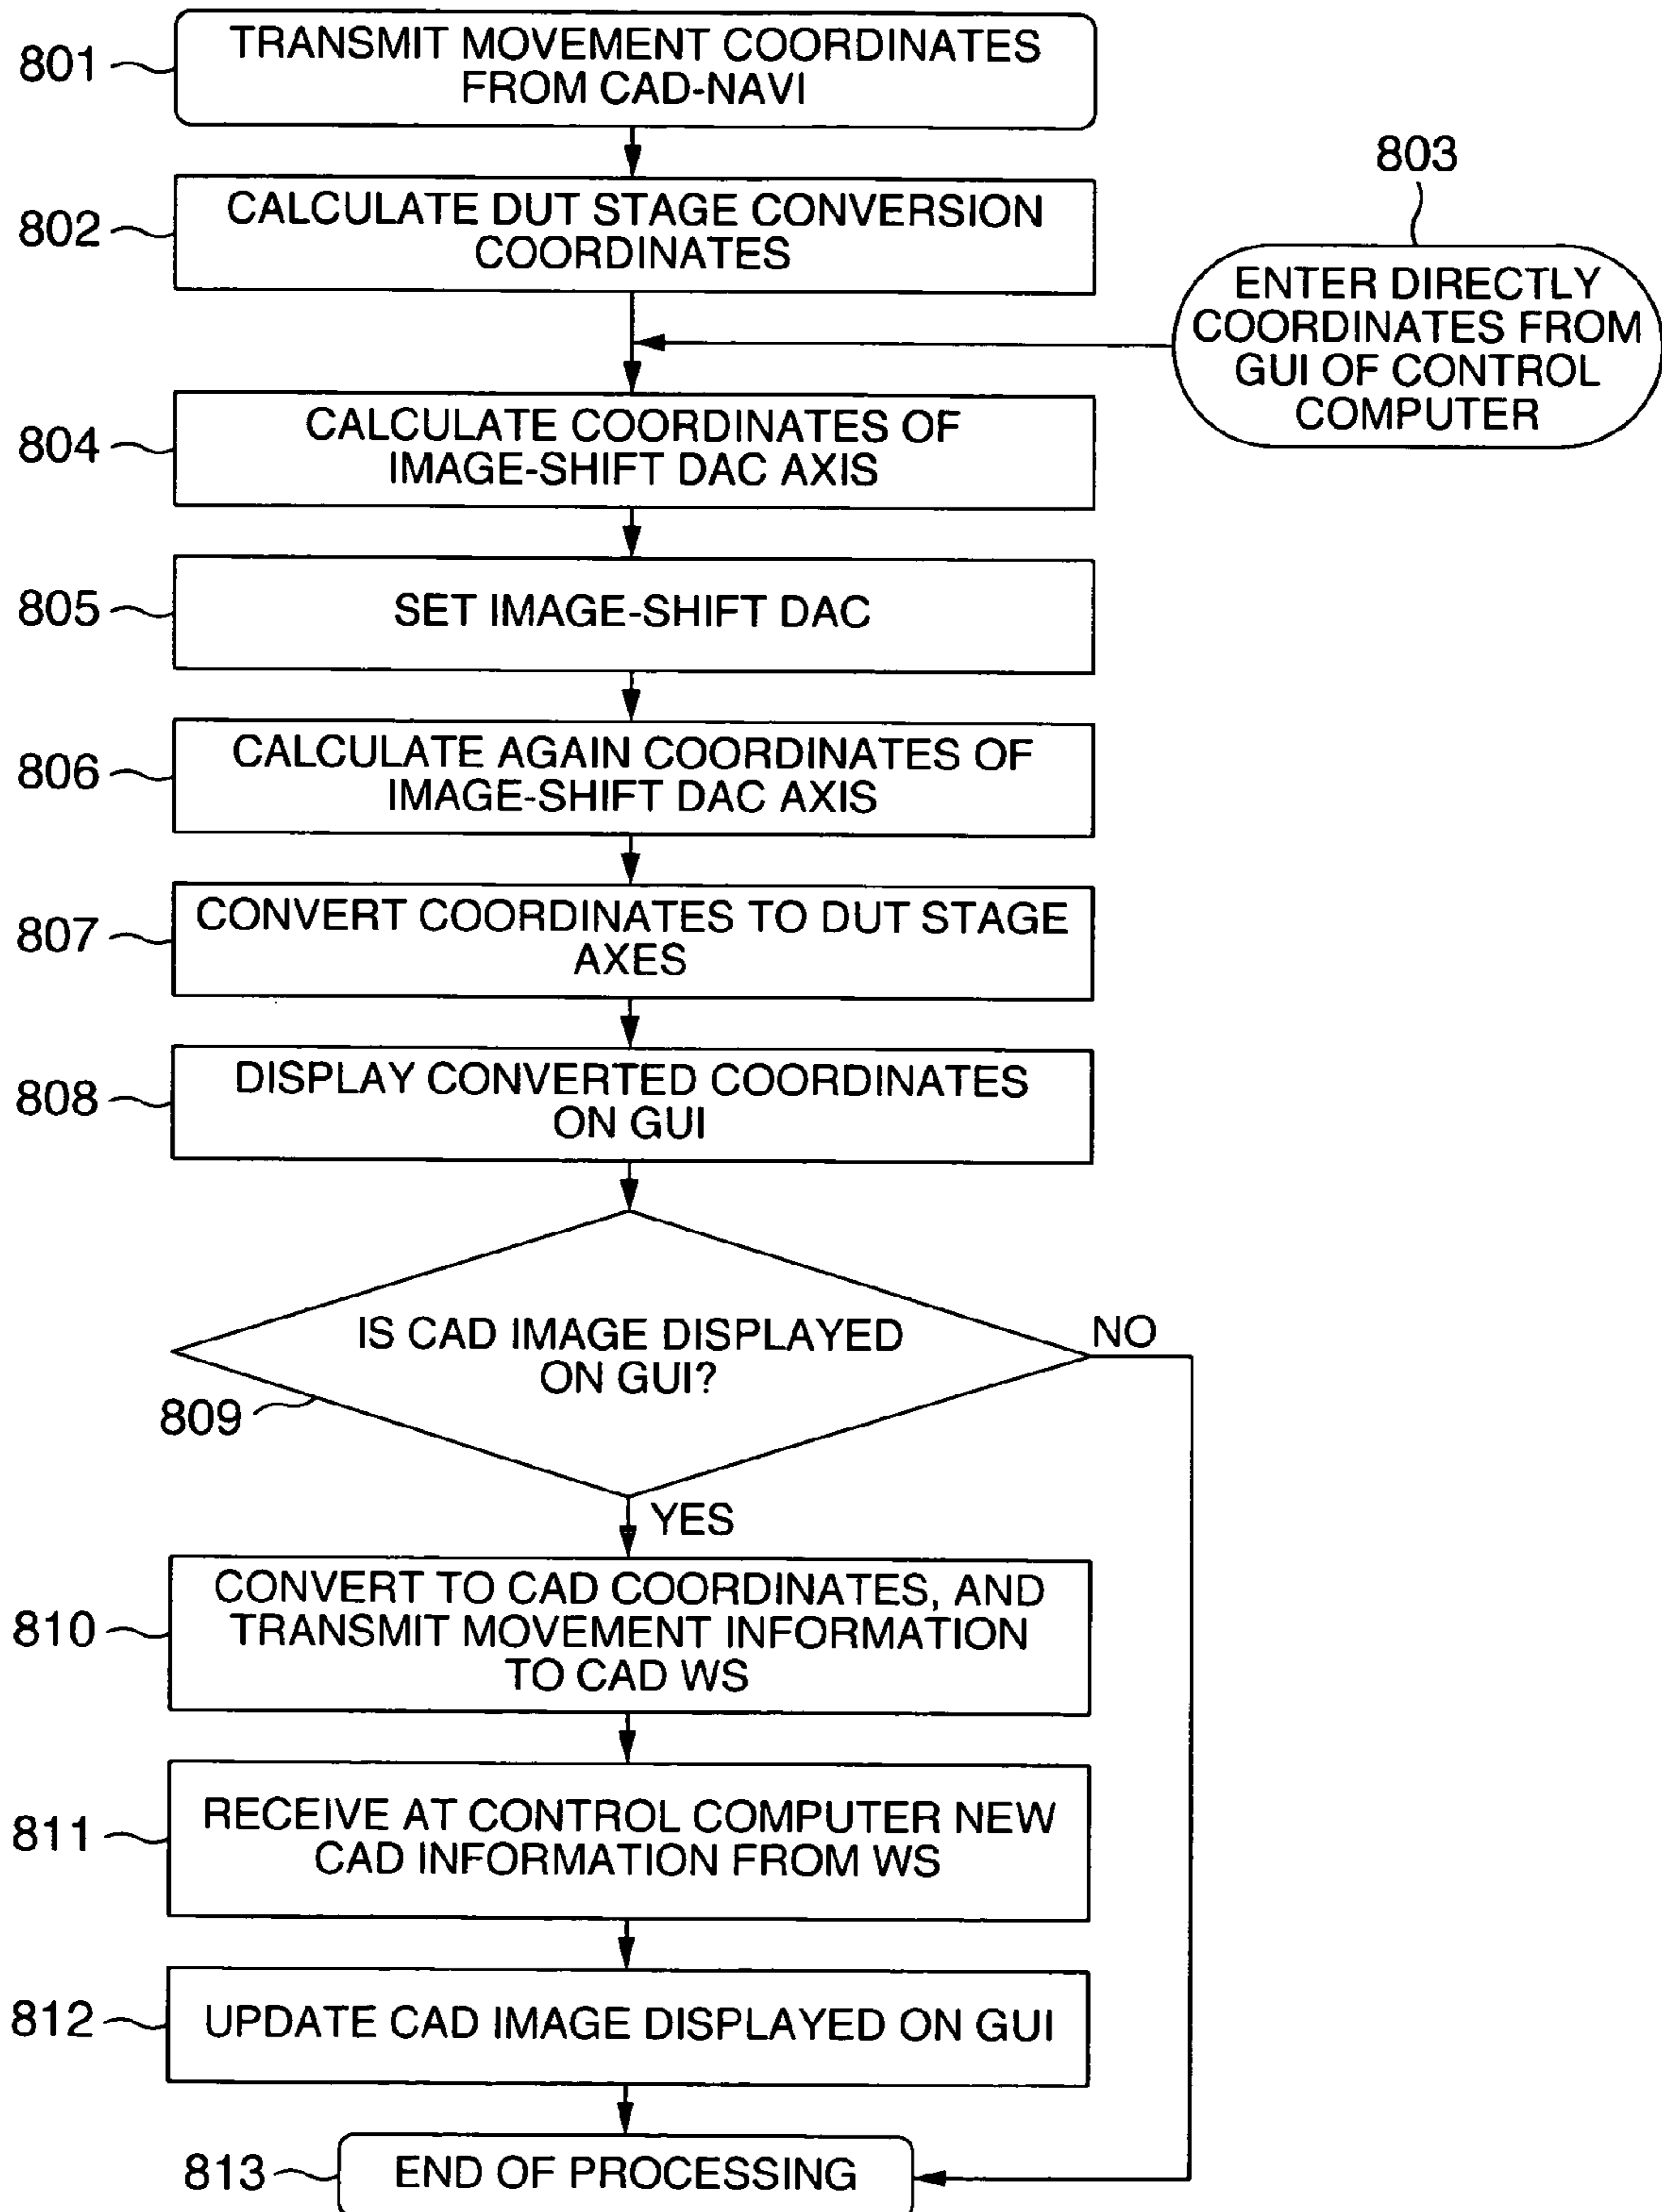 801
TRANSMIT MOVEMENT COORDINATES
FROM CAD-NAVI
802
CALCULATE DUT STAGE CONVERSION
COORDINATES
803
ENTER DIRECTLY
COORDINATES FROM
GUI OF CONTROL
COMPUTER
804
CALCULATE COORDINATES OF
IMAGE-SHIFT DAC AXIS
805
SET IMAGE-SHIFT DAC
806
CALCULATE AGAIN COORDINATES OF
IMAGE-SHIFT DAC AXIS
807
CONVERT COORDINATES TO DUT STAGE
AXES
808
DISPLAY CONVERTED COORDINATES
ON GUI
IS CAD IMAGE DISPLAYED
ON GUI?
NO
809
YES
810
CONVERT TO CAD COORDINATES, AND
TRANSMIT MOVEMENT INFORMATION
TO CAD WS
811
RECEIVE AT CONTROL COMPUTER NEW
CAD INFORMATION FROM WS
812
UPDATE CAD IMAGE DISPLAYED ON GUI
813
END OF PROCESSING